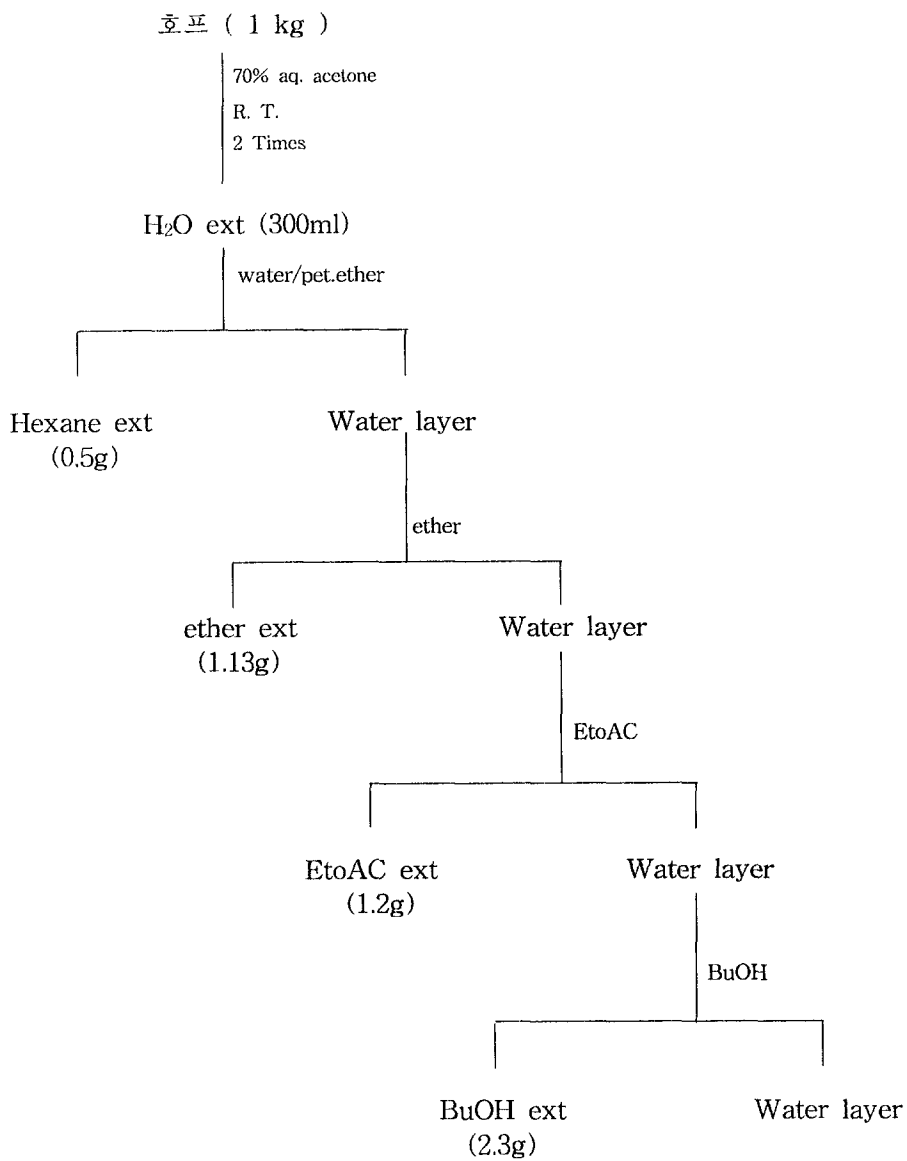 호프 ( 1 kg )
70% aq. acetone
R. T.
2 Times
H₂O ext (300ml)
water/pet.ether
Hexane ext
(0.5g)
Water layer
ether
ether ext
(1.13g)
Water layer
EtoAC
EtoAC ext
(1.2g)
Water layer
BuOH
BuOH ext
(2.3g)
Water layer